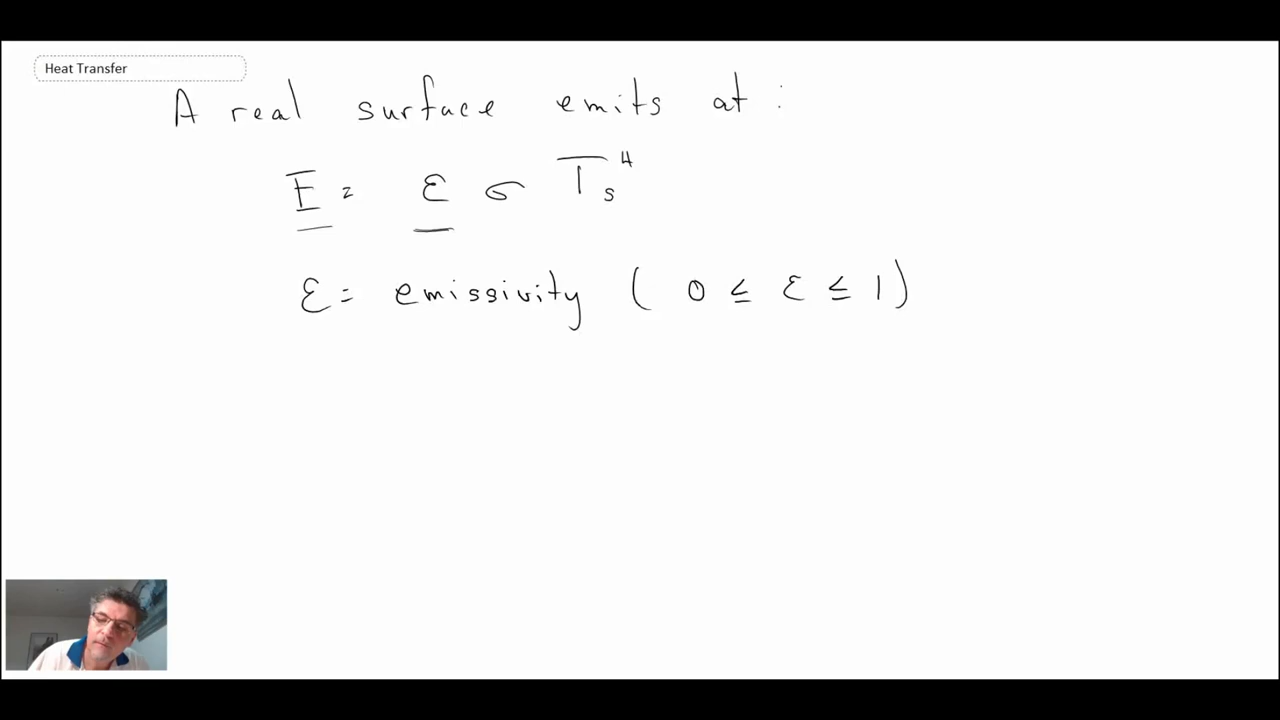 Heat Transfer
A real surface emits at :
E = ε σ Ts⁴
ε = emissivity ( 0 ≤ ε ≤ 1 )